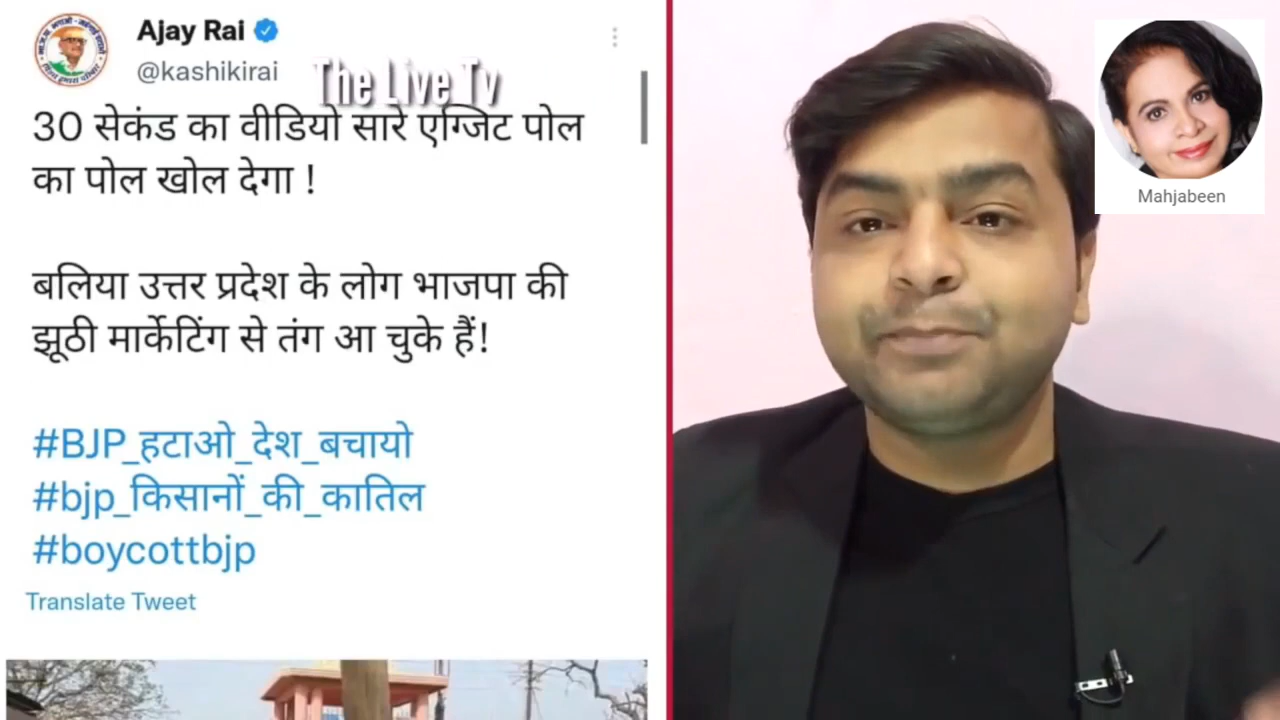 Ajay Rai
@kashikirai
The Live Tv
30 सेकंड का वीडियो सारे एग्जिट पोल
का पोल खोल देगा !
बलिया उत्तर प्रदेश के लोग भाजपा की
झूठी मार्केटिंग से तंग आ चुके हैं!
#BJP_हटाओ_देश_बचायो
#bjp_किसानों_की_कातिल
#boycottbjp
Translate Tweet
Mahjabeen